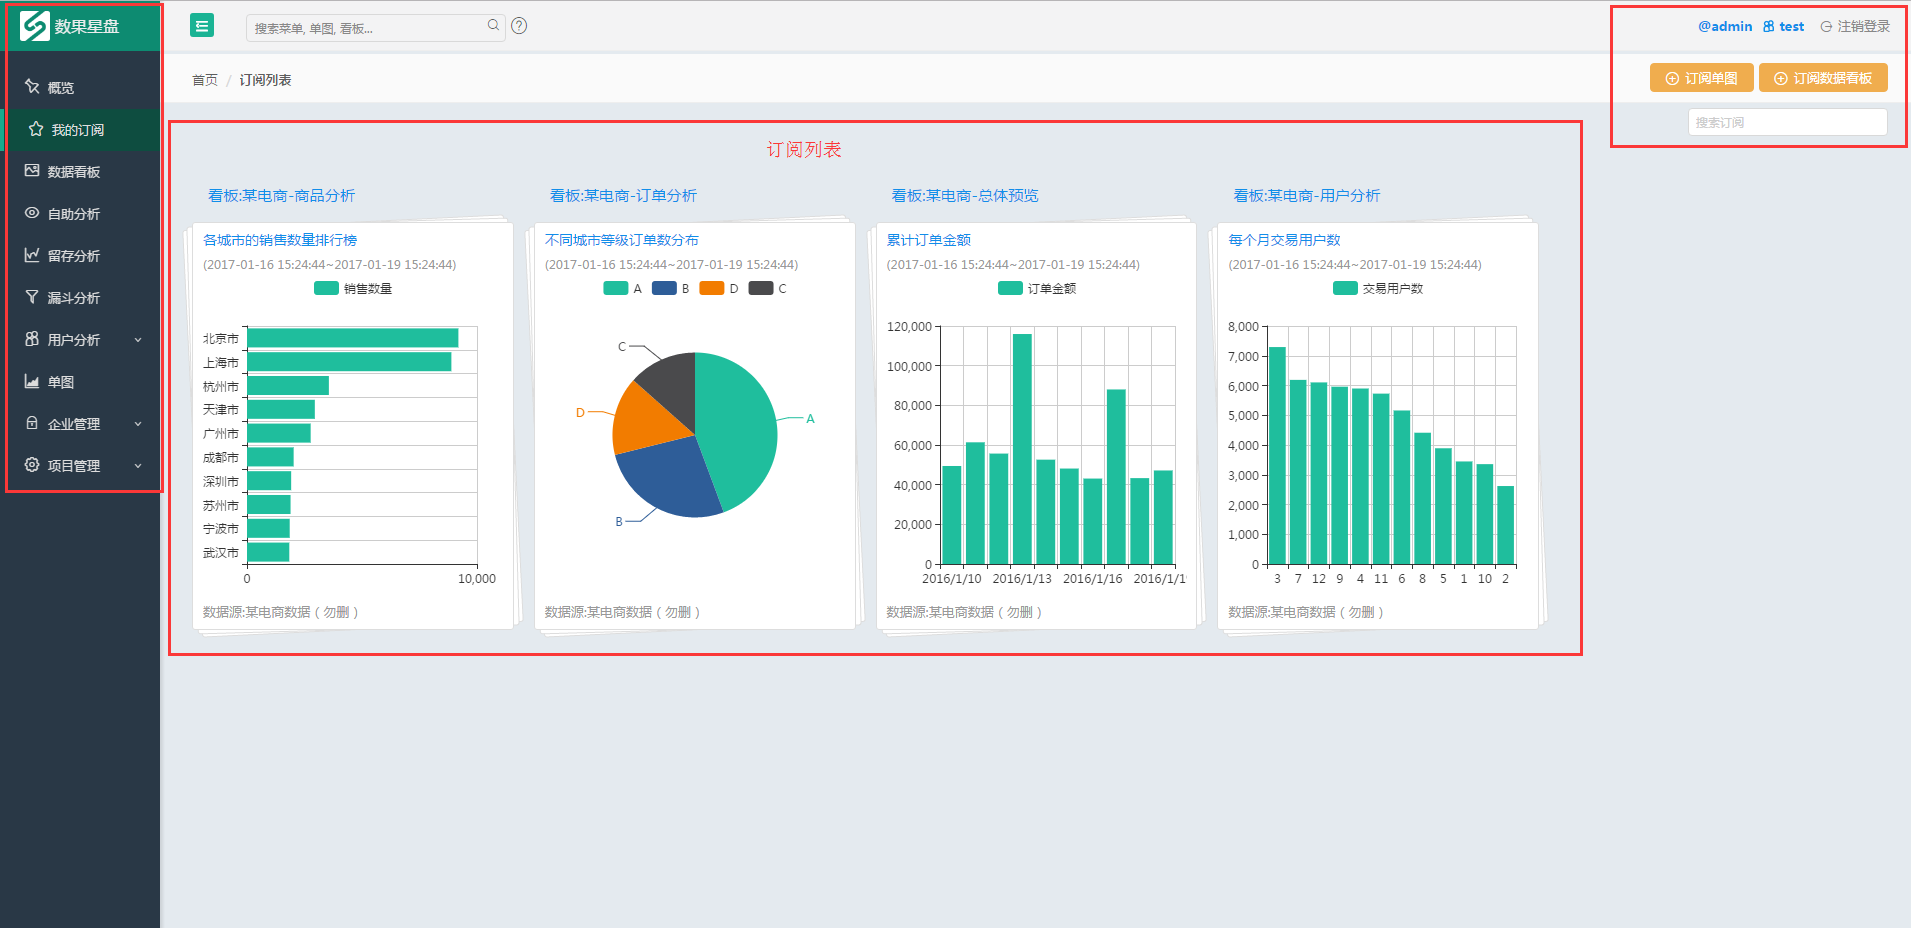 数果星盘
搜索菜单, 单图, 看板...
@admin test 注销登录
首页 / 订阅列表
订阅单图 订阅数据看板
搜索订阅
概览
我的订阅
数据看板
自助分析
留存分析
漏斗分析
用户分析
单图
企业管理
项目管理
订阅列表
看板:某电商-商品分析
各城市的销售数量排行榜
(2017-01-16 15:24:44~2017-01-19 15:24:44)
销售数量
北京市
上海市
杭州市
天津市
广州市
成都市
深圳市
苏州市
宁波市
武汉市
0 10,000
数据源:某电商数据 ( 勿删 )
看板:某电商-订单分析
不同城市等级订单数分布
(2017-01-16 15:24:44~2017-01-19 15:24:44)
A B D C
C
D
A
B
数据源:某电商数据 ( 勿删 )
看板:某电商-总体预览
累计订单金额
(2017-01-16 15:24:44~2017-01-19 15:24:44)
订单金额
120,000
100,000
80,000
60,000
40,000
20,000
0
2016/1/10 2016/1/13 2016/1/16 2016/1/1
数据源:某电商数据 ( 勿删 )
看板:某电商-用户分析
每个月交易用户数
(2017-01-16 15:24:44~2017-01-19 15:24:44)
交易用户数
8,000
7,000
6,000
5,000
4,000
3,000
2,000
1,000
0
3 7 12 9 4 11 6 8 5 1 10 2
数据源:某电商数据 ( 勿删 )